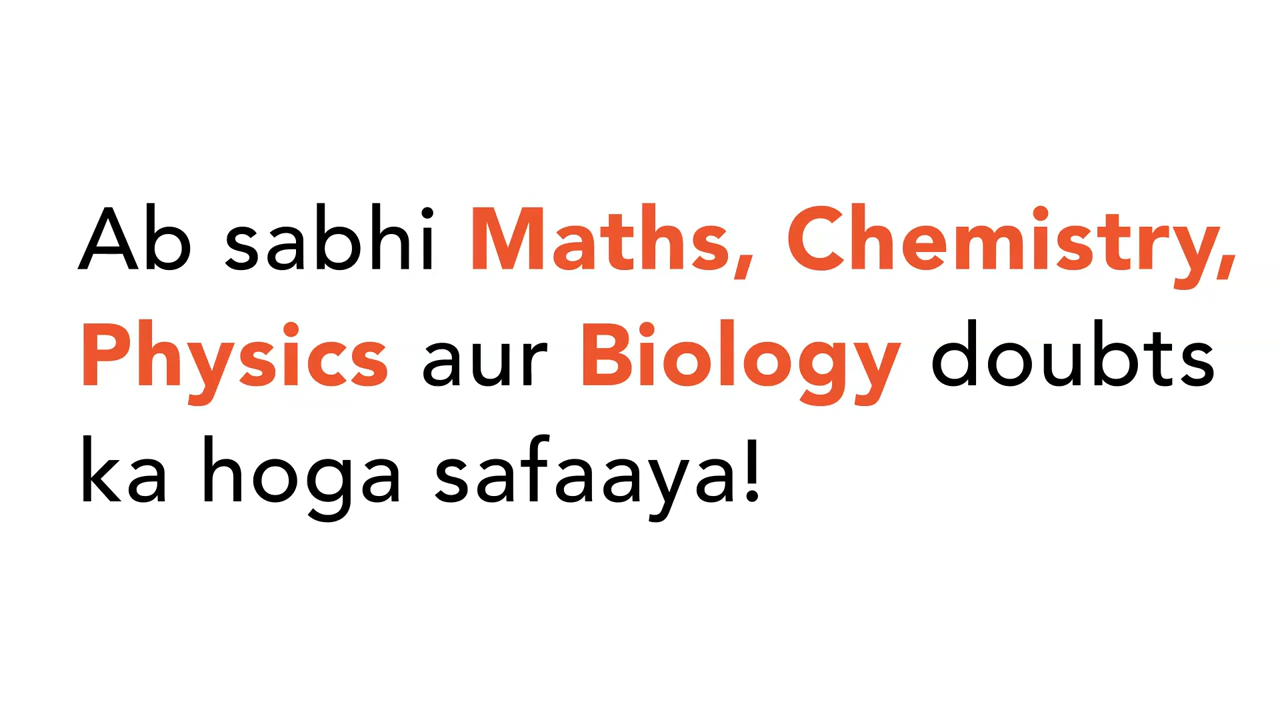 Ab sabhi Maths, Chemistry,
Physics aur Biology doubts
ka hoga safaaya!